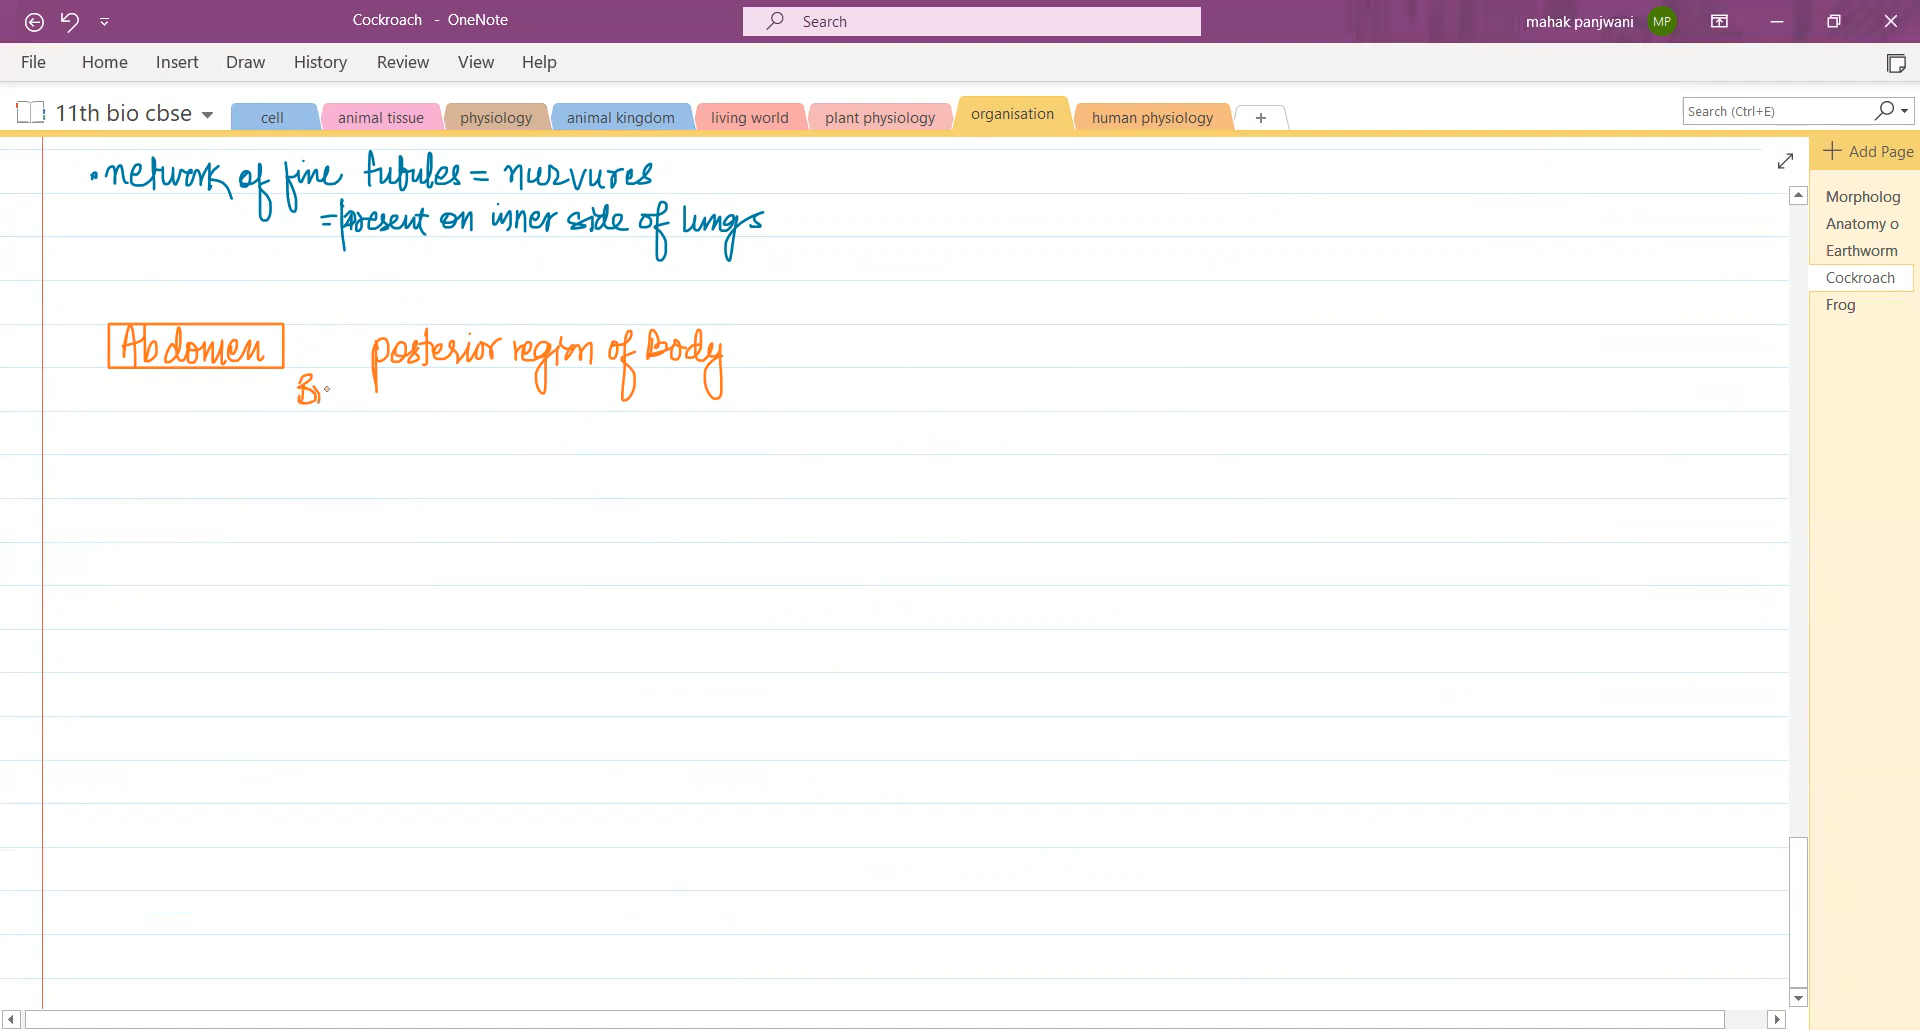 Cockroach - OneNote
Search
mahak panjwani
MP
File Home Insert Draw History Review View Help
11th bio cbse
cell animal tissue physiology animal kingdom living world plant physiology organisation human physiology +
Search (Ctrl+E)
Add Page
Morpholog
Anatomy o
Earthworm
Cockroach
Frog
• network of fine tubules = nurvures
= present on inner side of lungs
Abdomen posterior region of Body